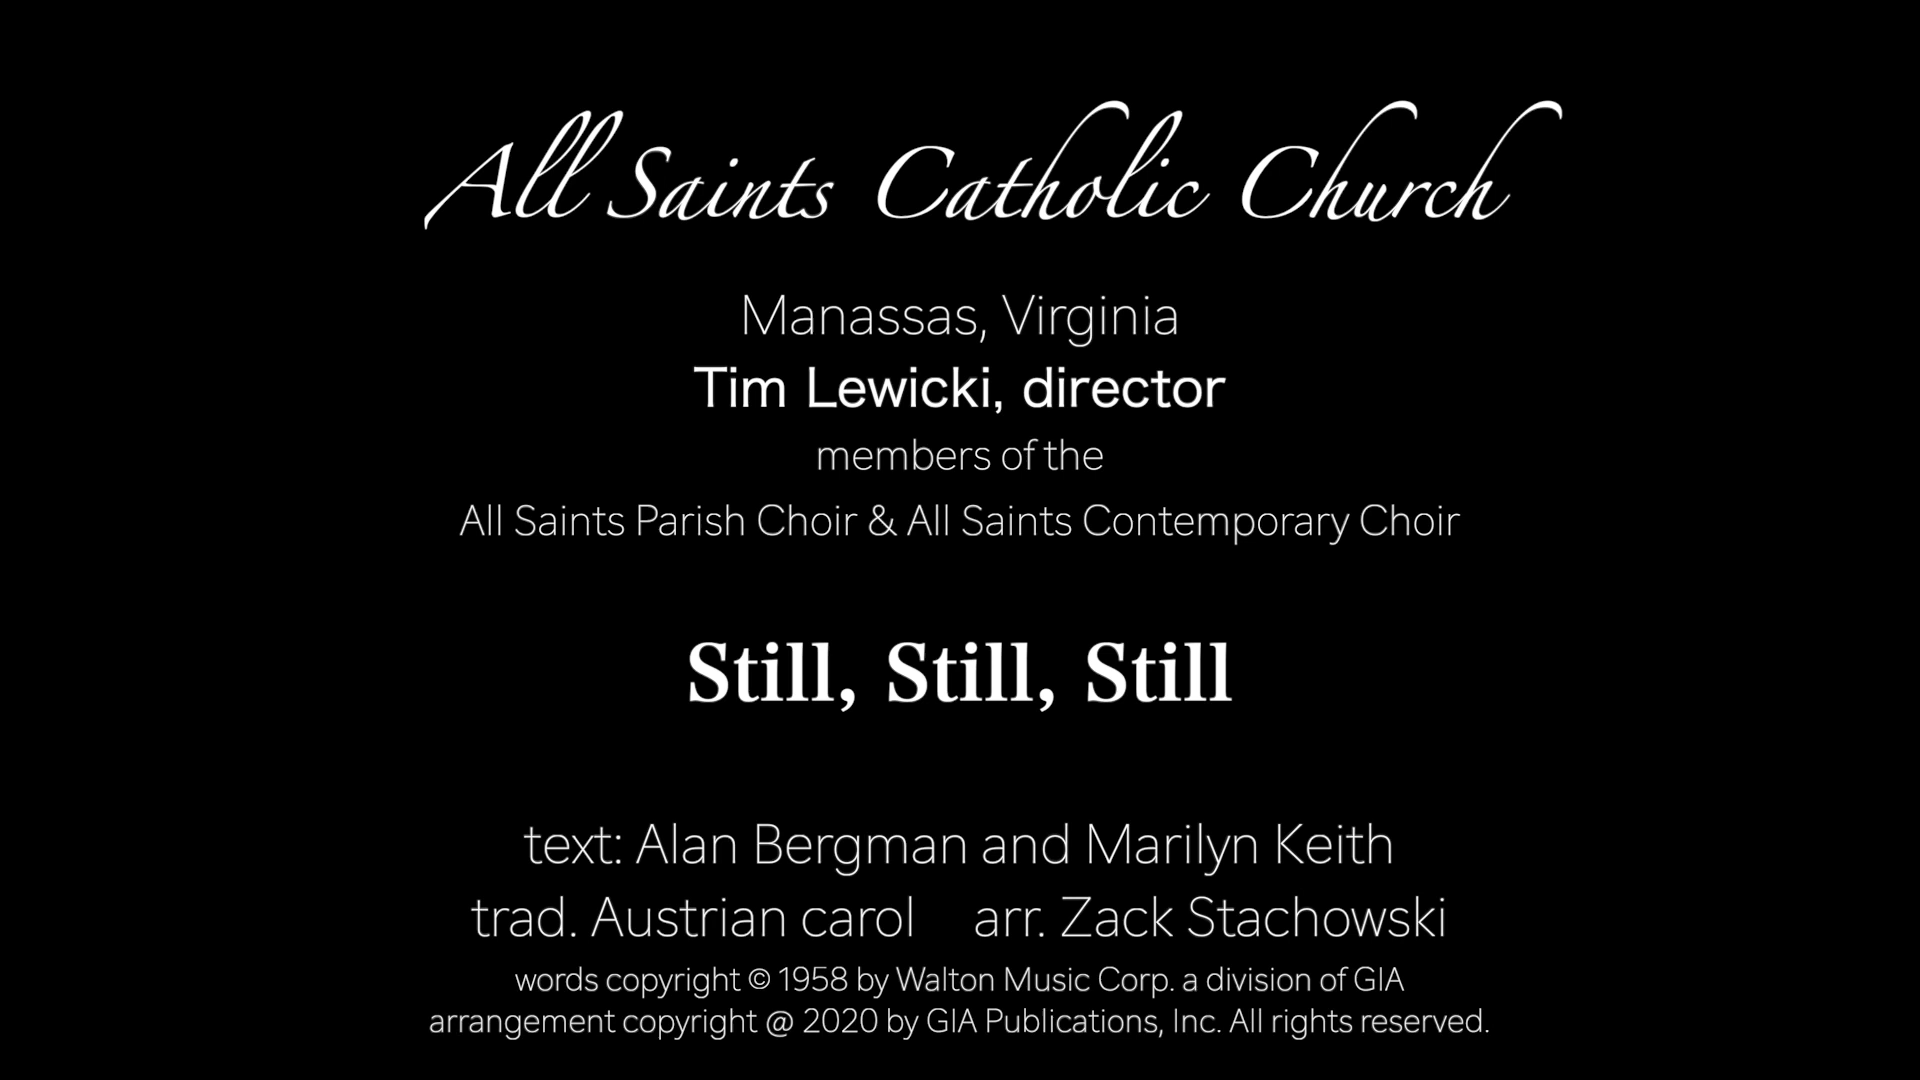 All Saints Catholic Church
Manassas, Virginia
Tim Lewicki, director
members of the
All Saints Parish Choir & All Saints Contemporary Choir
Still, Still, Still
text: Alan Bergman and Marilyn Keith
trad. Austrian carol arr. Zack Stachowski
words copyright © 1958 by Walton Music Corp. a division of GIA
arrangement copyright @ 2020 by GIA Publications, Inc. All rights reserved.